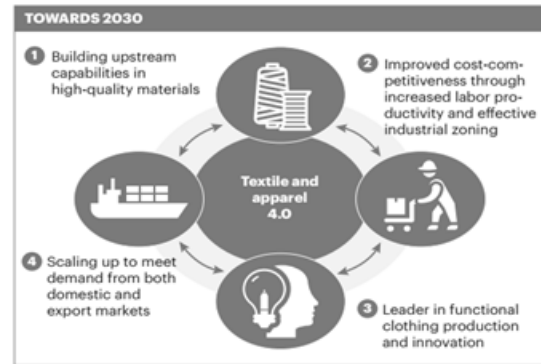 TOWARDS 2030
1 Building upstream
capabilities in
high-quality materials
2 Improved cost-com-
petitiveness through
increased labor pro-
ductivity and effective
industrial zoning
Textile and
apparel
4.0
4 Scaling up to meet
demand from both
domestic and
export markets
3 Leader in functional
clothing production
and innovation